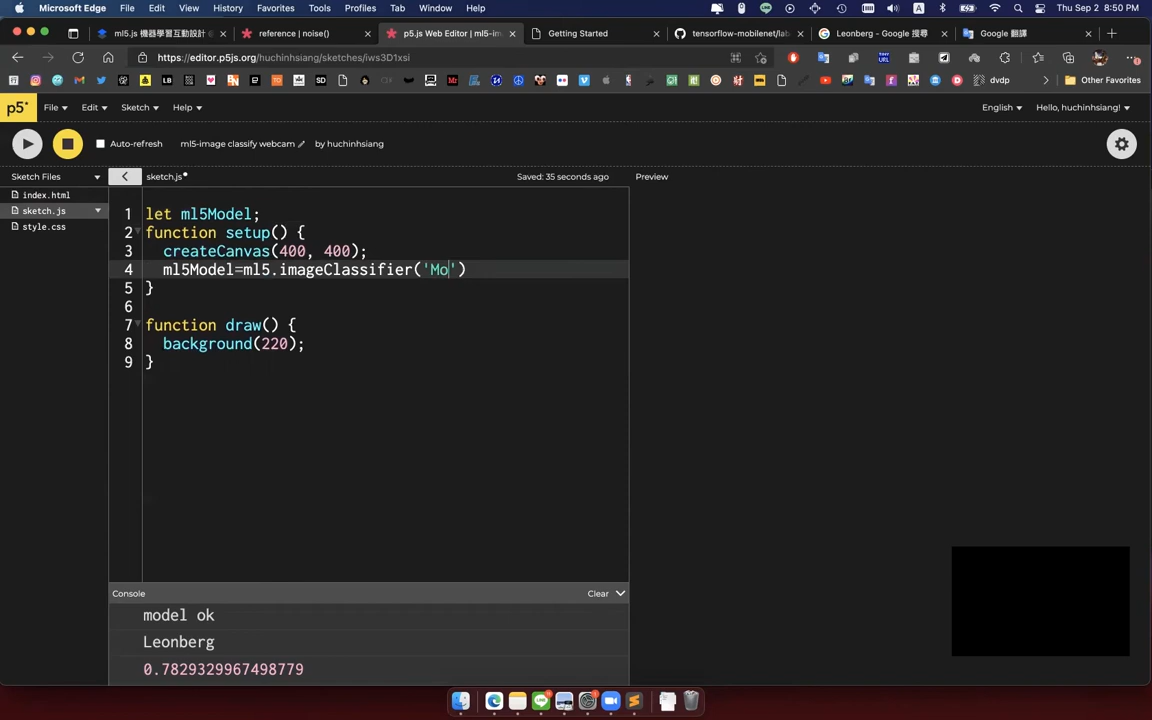 Microsoft Edge File Edit View History Favorites Tools Profiles Tab Window Help Thu Sep 2 8:50 PM
ml5.js 機器學習互動設計 reference | noise() p5.js Web Editor | ml5-im Getting Started tensorflow-mobilenet/lab Leonberg - Google 搜尋 Google 翻譯
https://editor.p5js.org/huchinhsiang/sketches/iws3D1xsi
dvdp Other Favorites
p5* File Edit Sketch Help English Hello, huchinhsiang!
Auto-refresh ml5-image classify webcam by huchinhsiang
Sketch Files sketch.js Saved: 35 seconds ago Preview
index.html
sketch.js
style.css
1 let ml5Model;
2 function setup() {
3 createCanvas(400, 400);
4 ml5Model=ml5.imageClassifier('Mo')
5 }
6
7 function draw() {
8 background(220);
9 }
Console Clear
model ok
Leonberg
0.7829329967498779